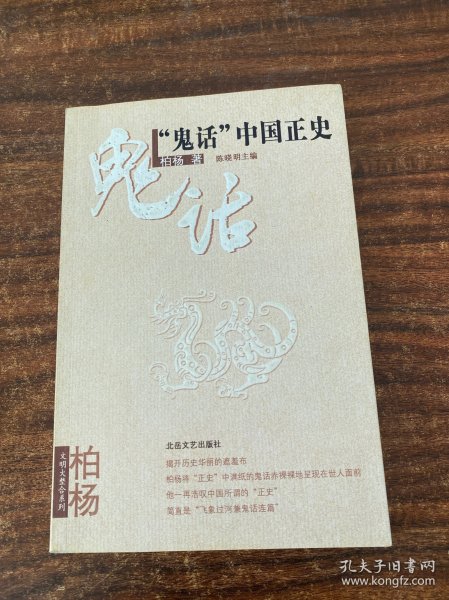 “鬼话”中国正史
柏杨 著
陈晓明主编
鬼话
北岳文艺出版社
揭开历史华丽的遮羞布
柏杨将“正史”中满纸的鬼话赤裸裸地呈现在世人面前
他一再浩叹中国所谓的“正史”
简直是“飞象过河兼鬼话连篇”
柏杨
文明大整合系列
孔夫子旧书网
book.kongfz.com